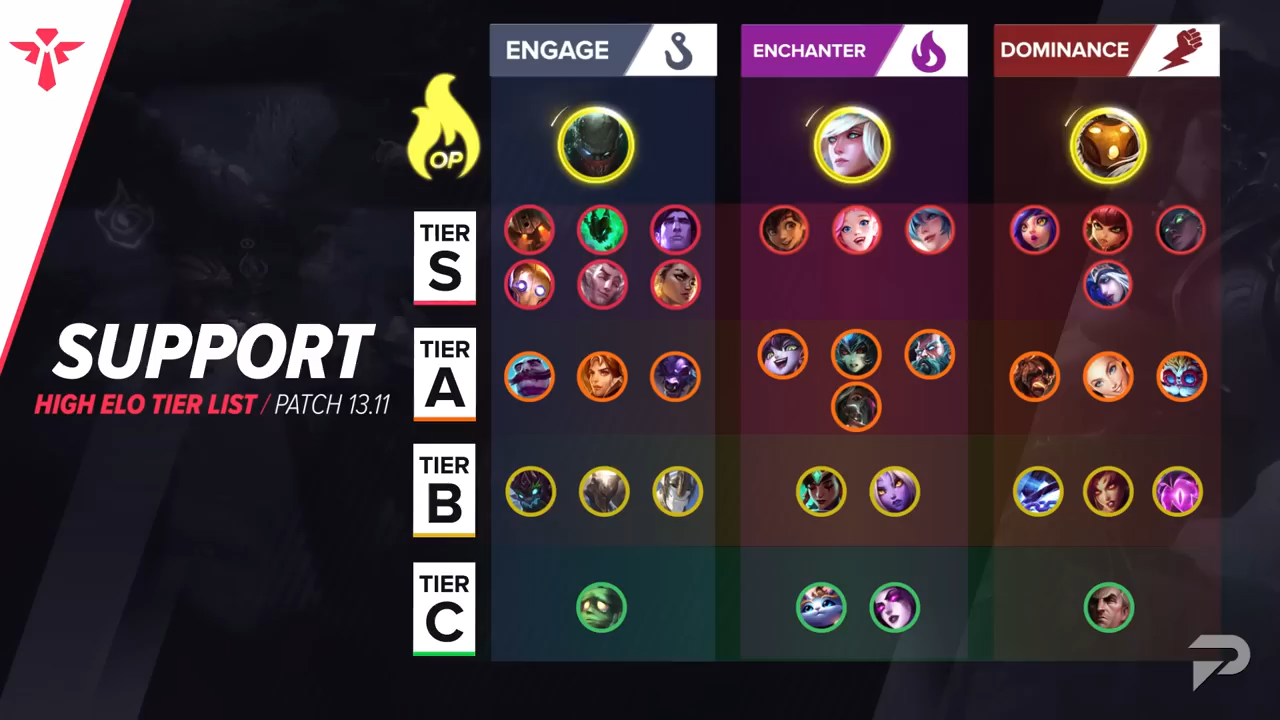 ENGAGE
ENCHANTER
DOMINANCE
OP
TIER
S
SUPPORT
HIGH ELO TIER LIST / PATCH 13.11
TIER
A
TIER
B
TIER
C